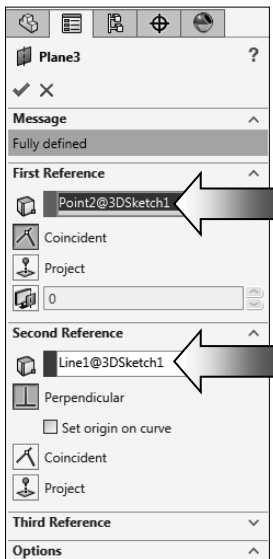 Plane3 ?
Message
Fully defined
First Reference
Point2@3DSketch1
Coincident
Project
0
Second Reference
Line1@3DSketch1
Perpendicular
Set origin on curve
Coincident
Project
Third Reference
Options